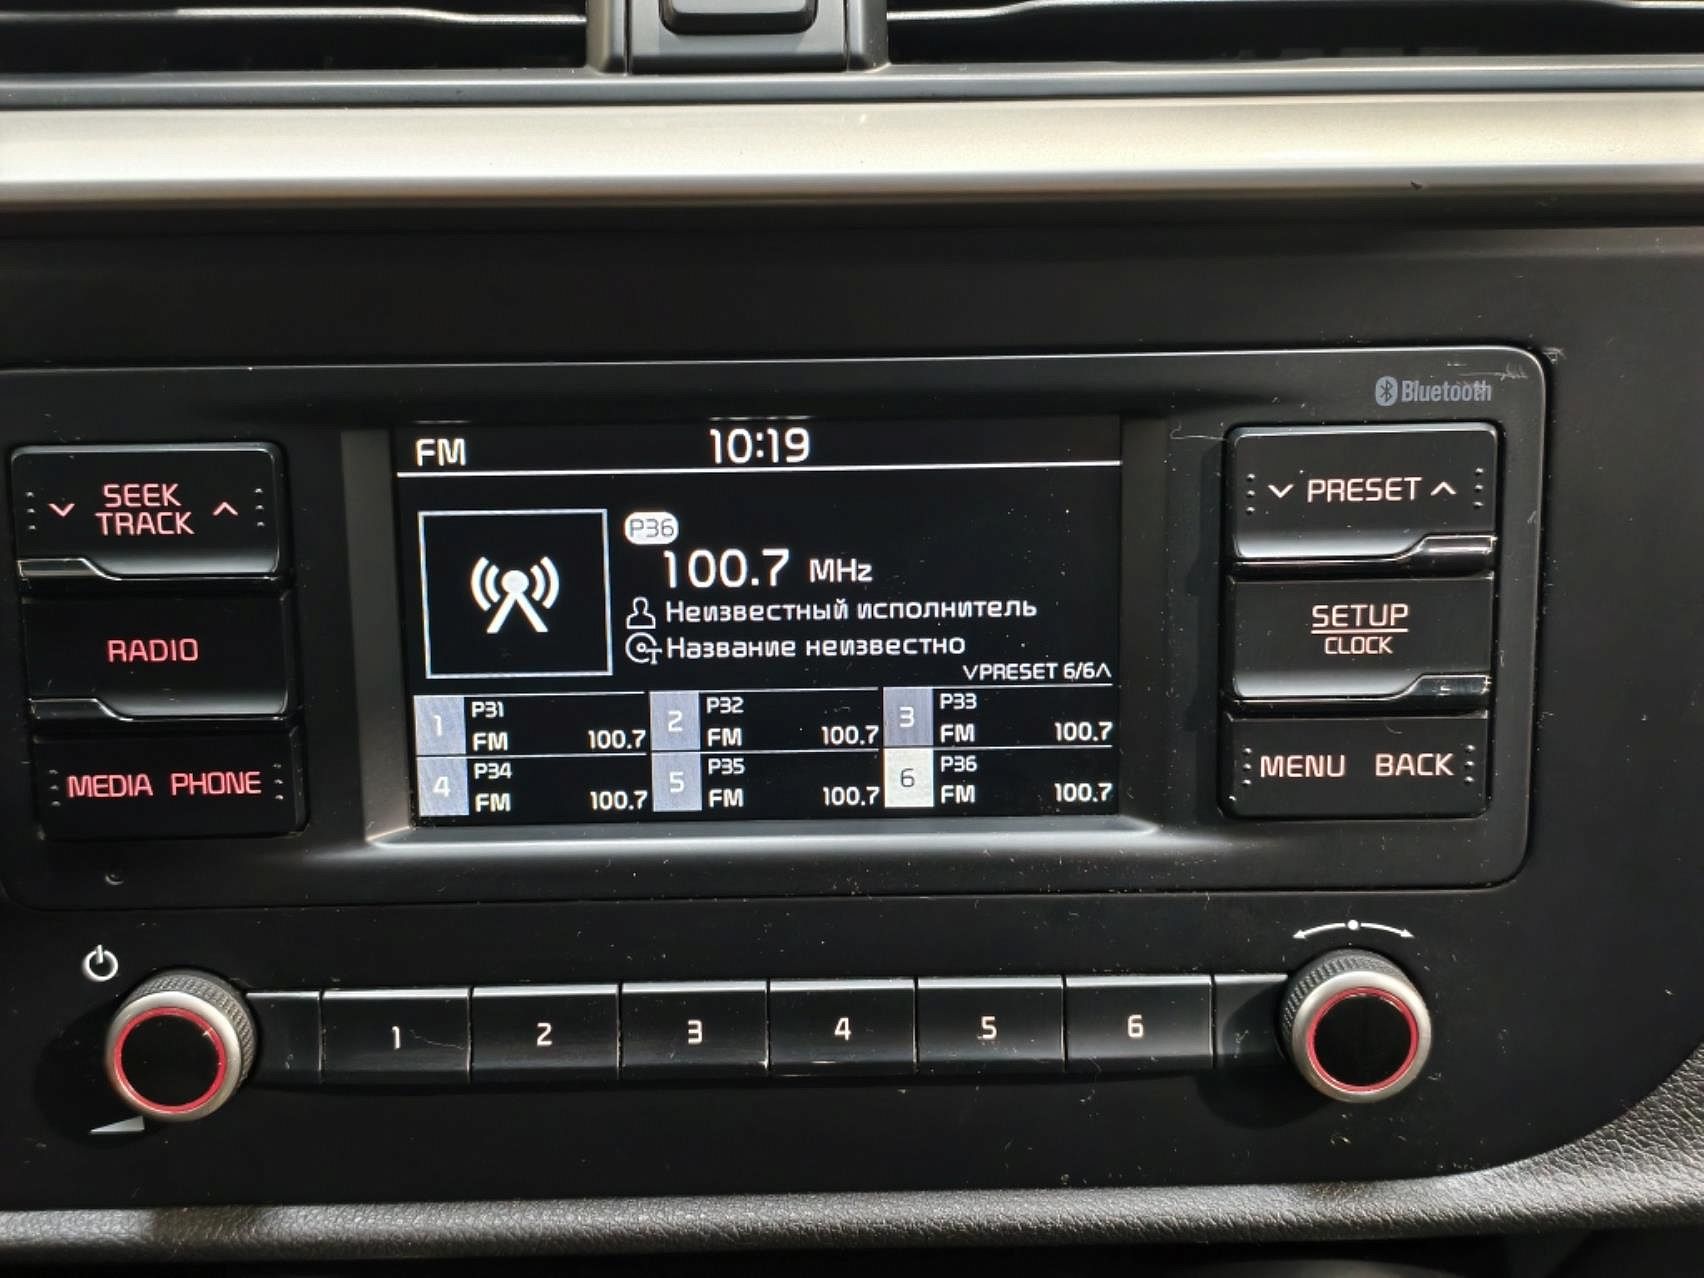 Bluetooth
FM 10:19
SEEK
TRACK
PRESET
P36
100.7 MHz
Неизвестный исполнитель
Название неизвестно
PRESET 6/6
SETUP
CLOCK
RADIO
1 P31 FM 100.7
2 P32 FM 100.7
3 P33 FM 100.7
4 P34 FM 100.7
5 P35 FM 100.7
6 P36 FM 100.7
MEDIA PHONE
MENU BACK
1 2 3 4 5 6